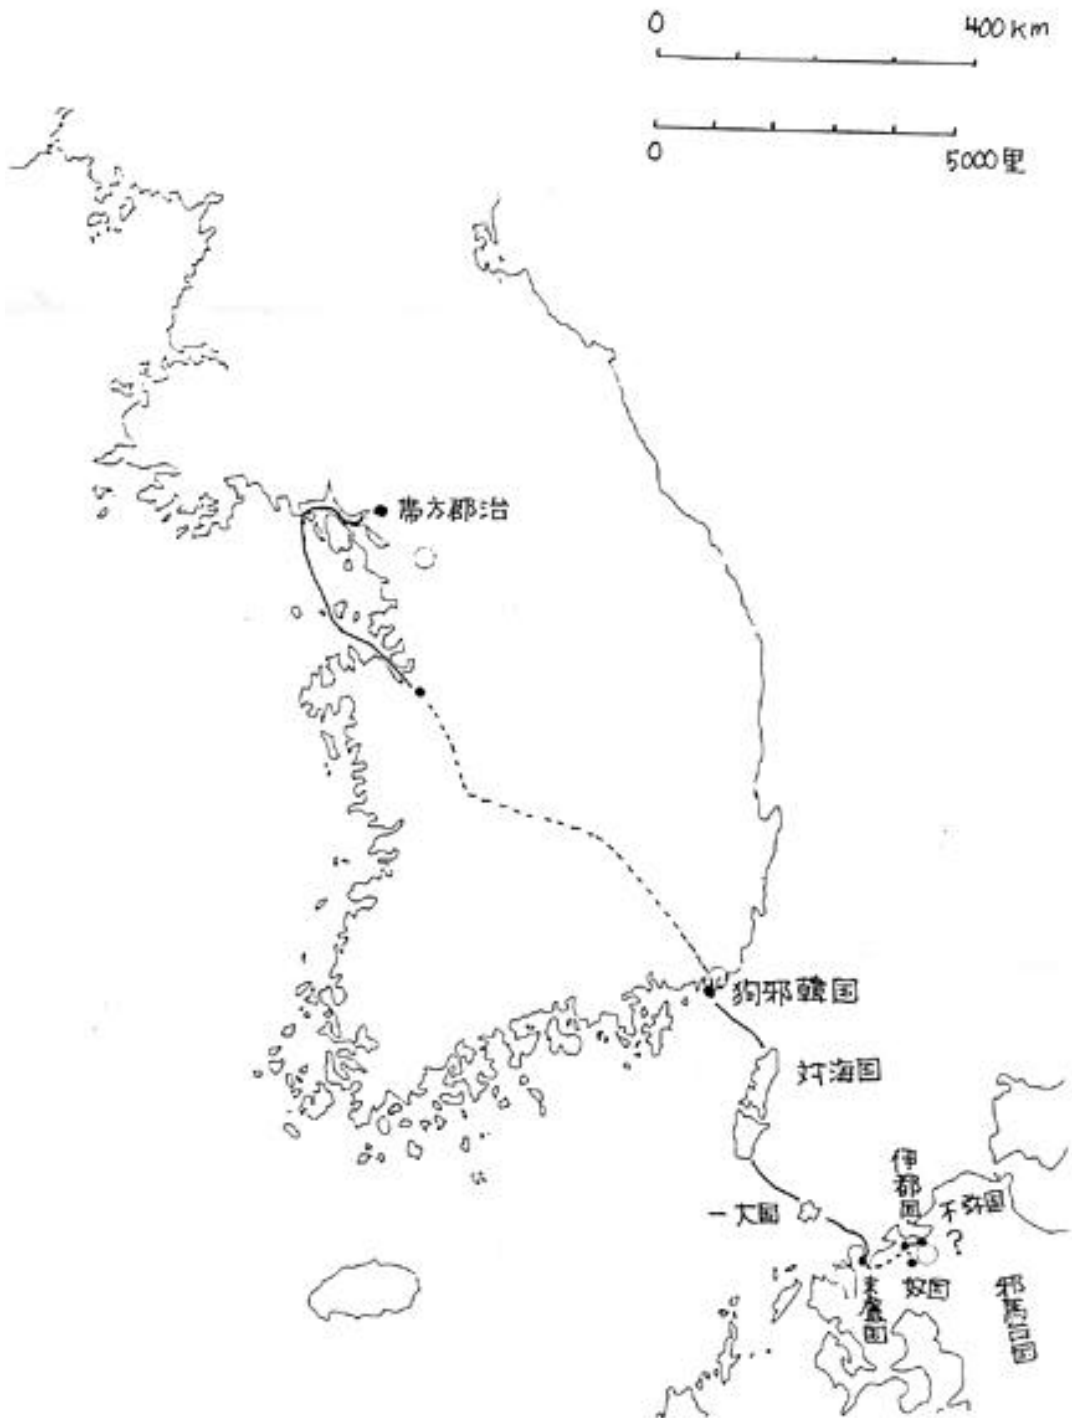 0 400km
0 5000里
帯方郡治
狗邪韓国
対海国
一大国
伊都国
不弥国
?
末盧国
奴国
邪馬台国